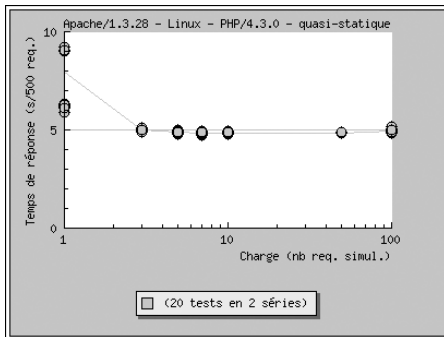 Apache/1.3.28 - Linux - PHP/4.3.0 - quasi-statique
10
5
0
Temps de réponse (s/500 req.)
1
10
100
Charge (nb req. simul.)
(20 tests en 2 séries)